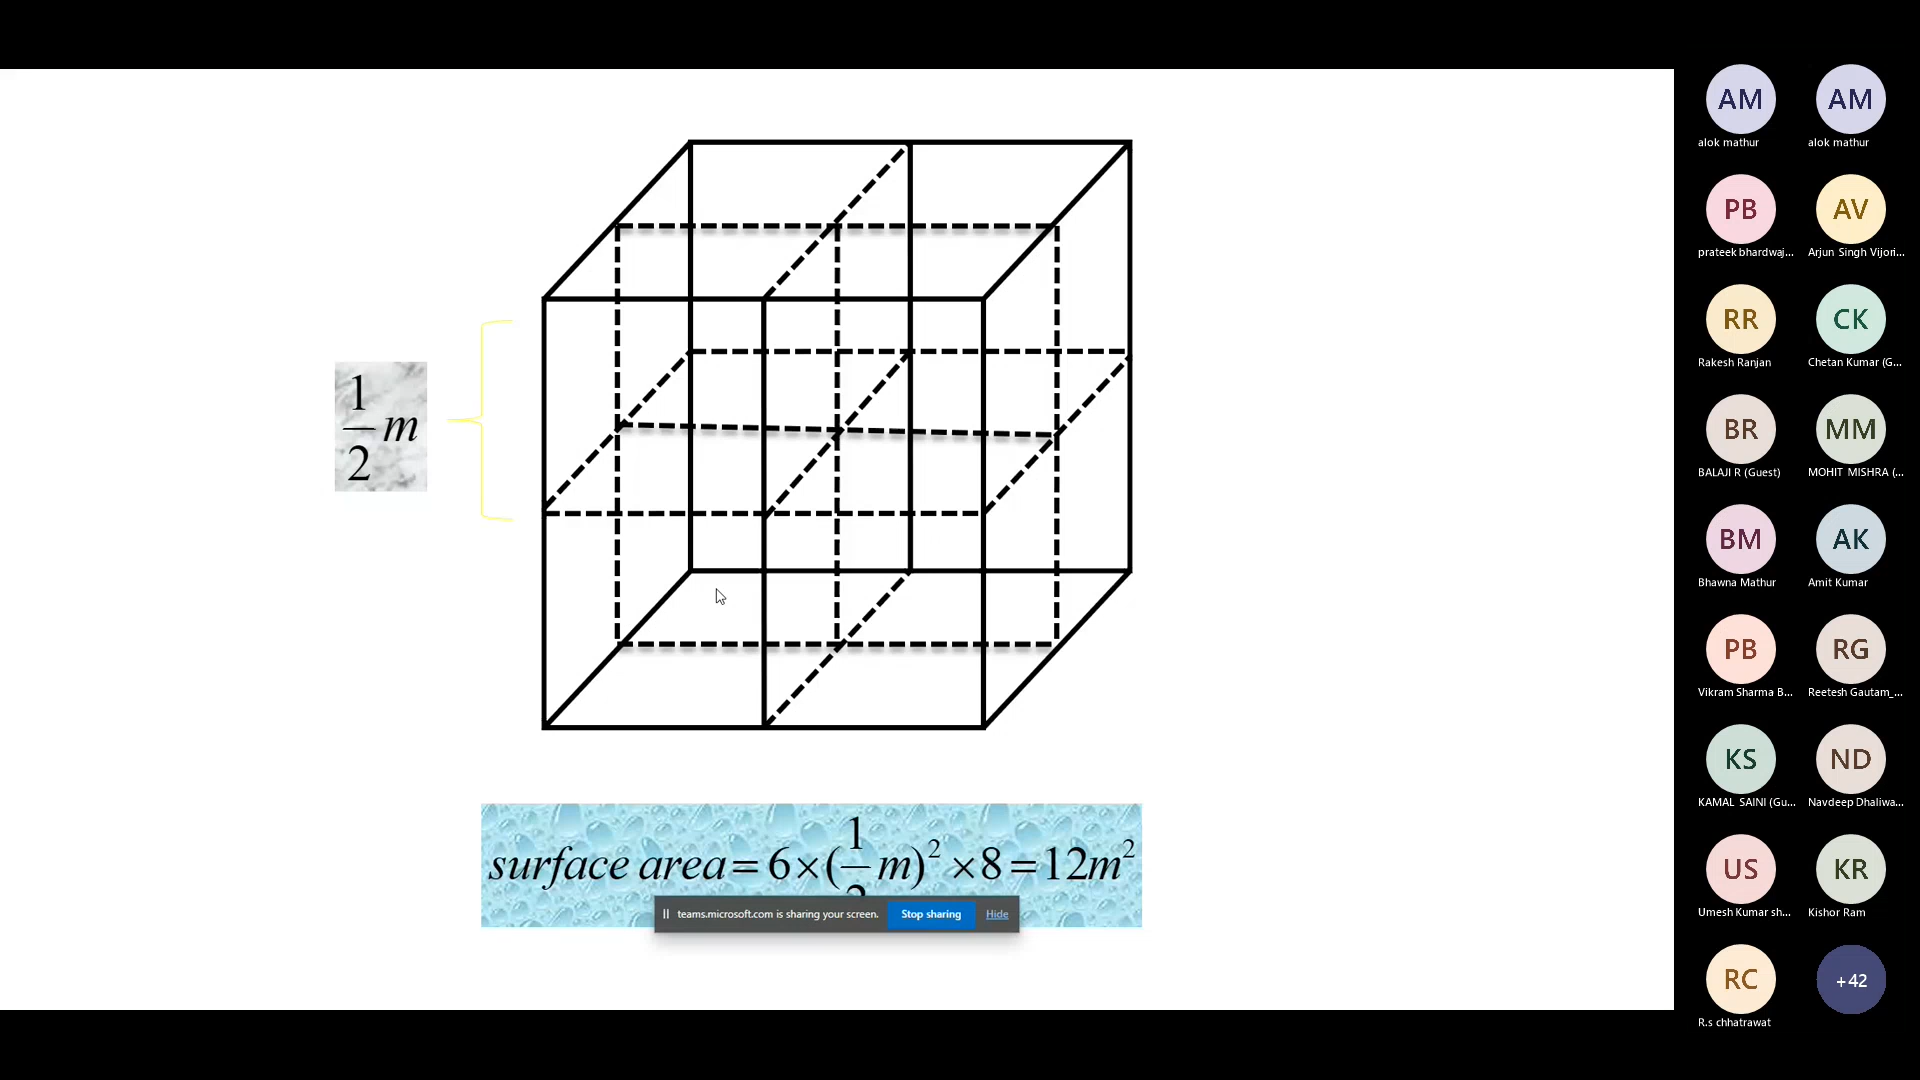 AM AM
alok mathur alok mathur
PB AV
prateek bhardwaj... Arjun Singh Vijori...
RR CK
Rakesh Ranjan Chetan Kumar (G...
1
— m
2
BR MM
BALAJI R (Guest) MOHIT MISHRA (...
BM AK
Bhawna Mathur Amit Kumar
PB RG
Vikram Sharma B... Reetesh Gautam_...
KS ND
KAMAL SAINI (Gu... Navdeep Dhaliwa...
surface area = 6 × (1/2 m)² × 8 = 12m²
US KR
Umesh Kumar sh... Kishor Ram
teams.microsoft.com is sharing your screen. Stop sharing Hide
RC +42
R.s chhatrawat